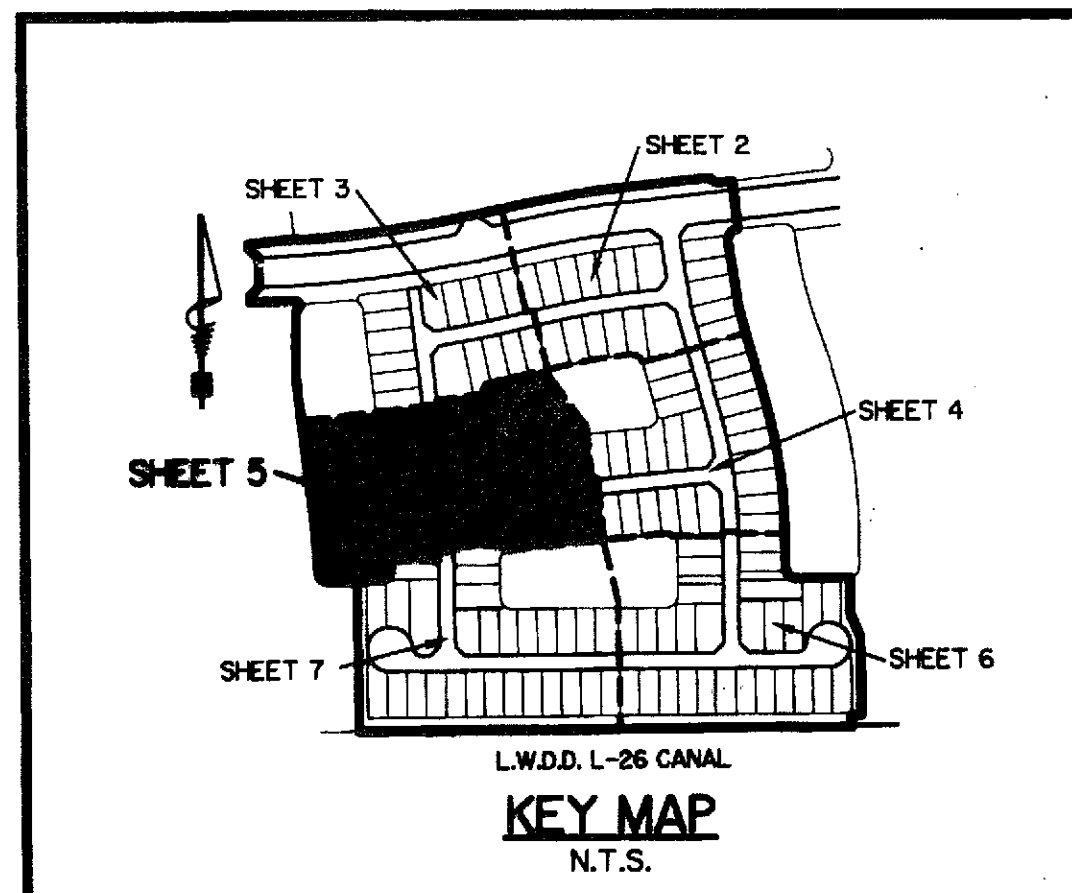 SHEET 2
SHEET 3
SHEET 4
SHEET 5
SHEET 7
SHEET 6
L.W.D.D. L-26 CANAL
KEY MAP
N.T.S.